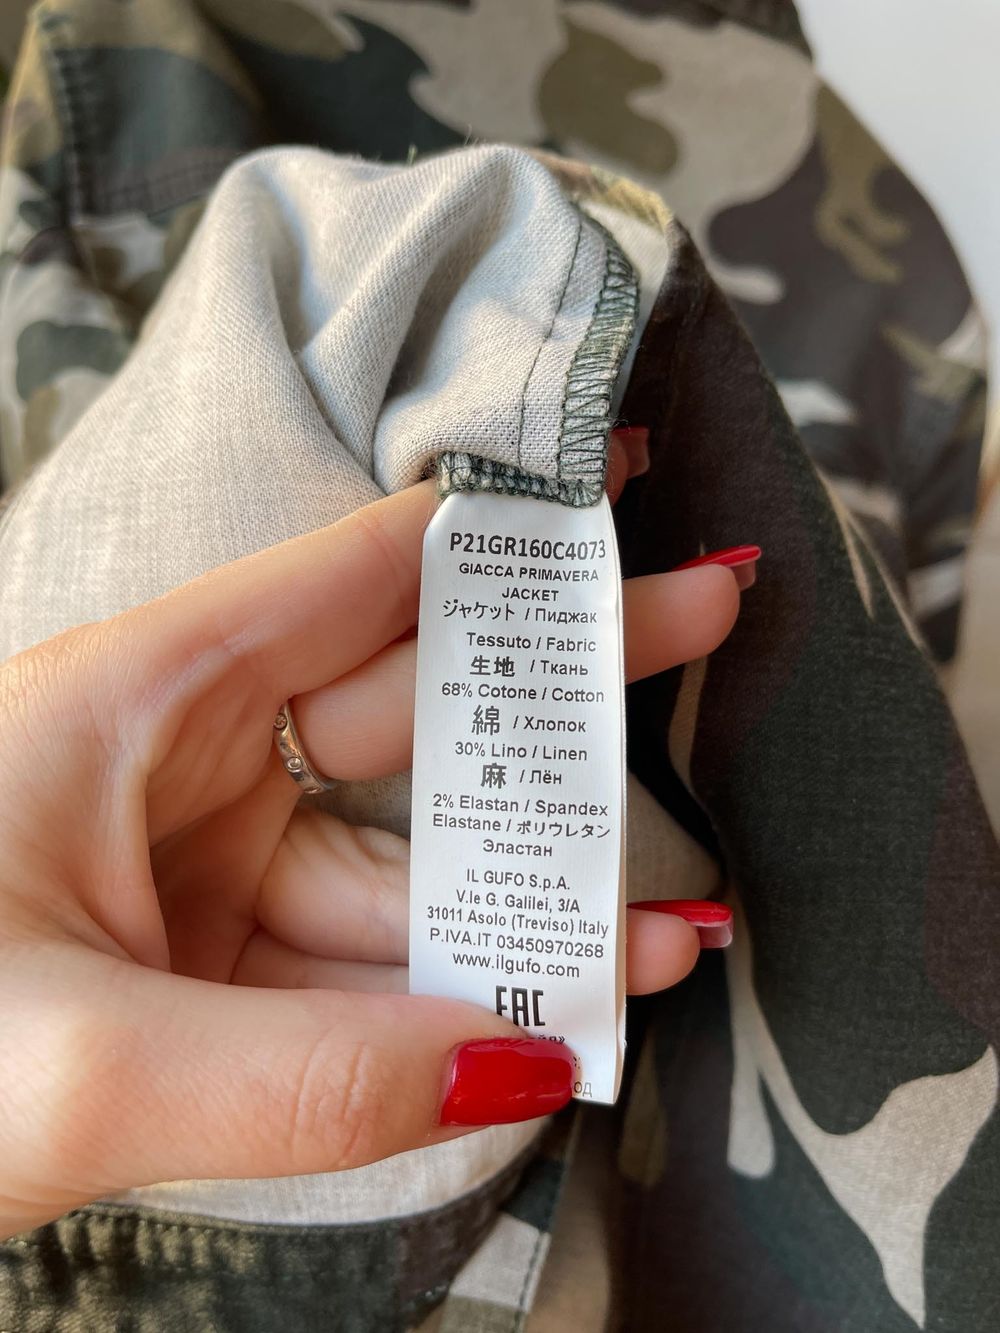 P21GR160C4073
GIACCA PRIMAVERA
JACKET
ジャケット / Пиджак
Tessuto / Fabric
生地 / Ткань
68% Cotone / Cotton
綿 / Хлопок
30% Lino / Linen
麻 / Лён
2% Elastan / Spandex
Elastane / ポリウレタン
Эластан
IL GUFO S.p.A.
V.le G. Galilei, 3/A
31011 Asolo (Treviso) Italy
P.IVA.IT 03450970268
www.ilgufo.com
EAC